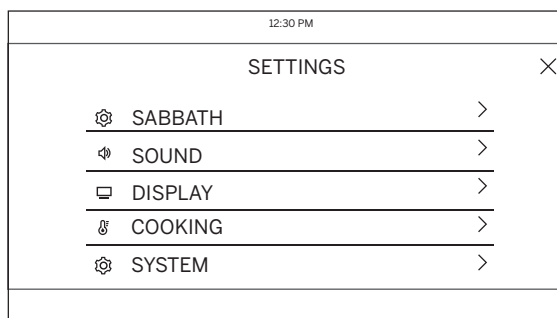 12:30 PM
SETTINGS
SABBATH
SOUND
DISPLAY
COOKING
SYSTEM